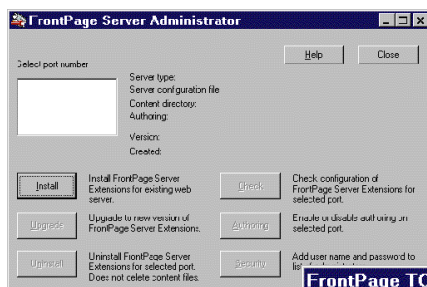 FrontPage Server Administrator
Help
Close
Select port number
Server type:
Server configuration file
Content directory:
Authoring:
Version:
Created:
Install
Install FrontPage Server
Extensions for existing web
server.
Check
Check configuration of
FrontPage Server Extensions for
selected port.
Upgrade
Upgrade to new version of
FrontPage Server Extensions.
Authoring
Enable or disable authoring on
selected port.
Uninstall
Uninstall FrontPage Server
Extensions for selected port.
Does not delete content files.
Security
Add user name and password to
FrontPage TC